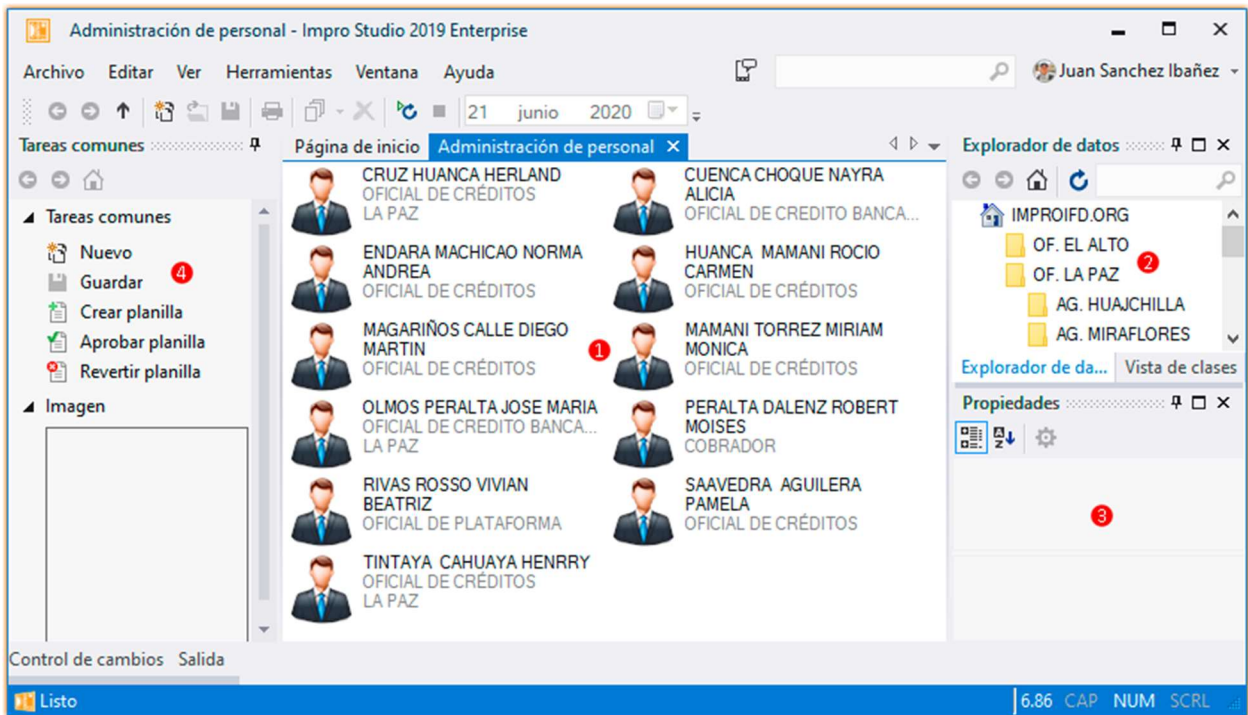 Administración de personal - Impro Studio 2019 Enterprise
Archivo Editar Ver Herramientas Ventana Ayuda
Juan Sanchez Ibañez
21 junio 2020
Tareas comunes
Página de inicio Administración de personal
Explorador de datos
Tareas comunes
Nuevo
Guardar
4
Crear planilla
Aprobar planilla
Revertir planilla
Imagen
CRUZ HUANCA HERLAND
OFICIAL DE CRÉDITOS
LA PAZ
CUENCA CHOQUE NAYRA
ALICIA
OFICIAL DE CREDITO BANCA...
ENDARA MACHICAO NORMA
ANDREA
OFICIAL DE CRÉDITOS
HUANCA MAMANI ROCIO
CARMEN
OFICIAL DE CRÉDITOS
MAGARIÑOS CALLE DIEGO
MARTIN
OFICIAL DE CRÉDITOS
1
MAMANI TORREZ MIRIAM
MONICA
OFICIAL DE CRÉDITOS
OLMOS PERALTA JOSE MARIA
OFICIAL DE CREDITO BANCA...
LA PAZ
PERALTA DALENZ ROBERT
MOISES
COBRADOR
RIVAS ROSSO VIVIAN
BEATRIZ
OFICIAL DE PLATAFORMA
SAAVEDRA AGUILERA
PAMELA
OFICIAL DE CRÉDITOS
TINTAYA CAHUAYA HENRRY
OFICIAL DE CRÉDITOS
LA PAZ
IMPROIFD.ORG
OF. EL ALTO
2
OF. LA PAZ
AG. HUAJCHILLA
AG. MIRAFLORES
Explorador de da... Vista de clases
Propiedades
3
Control de cambios Salida
Listo
6.86 CAP NUM SCRL